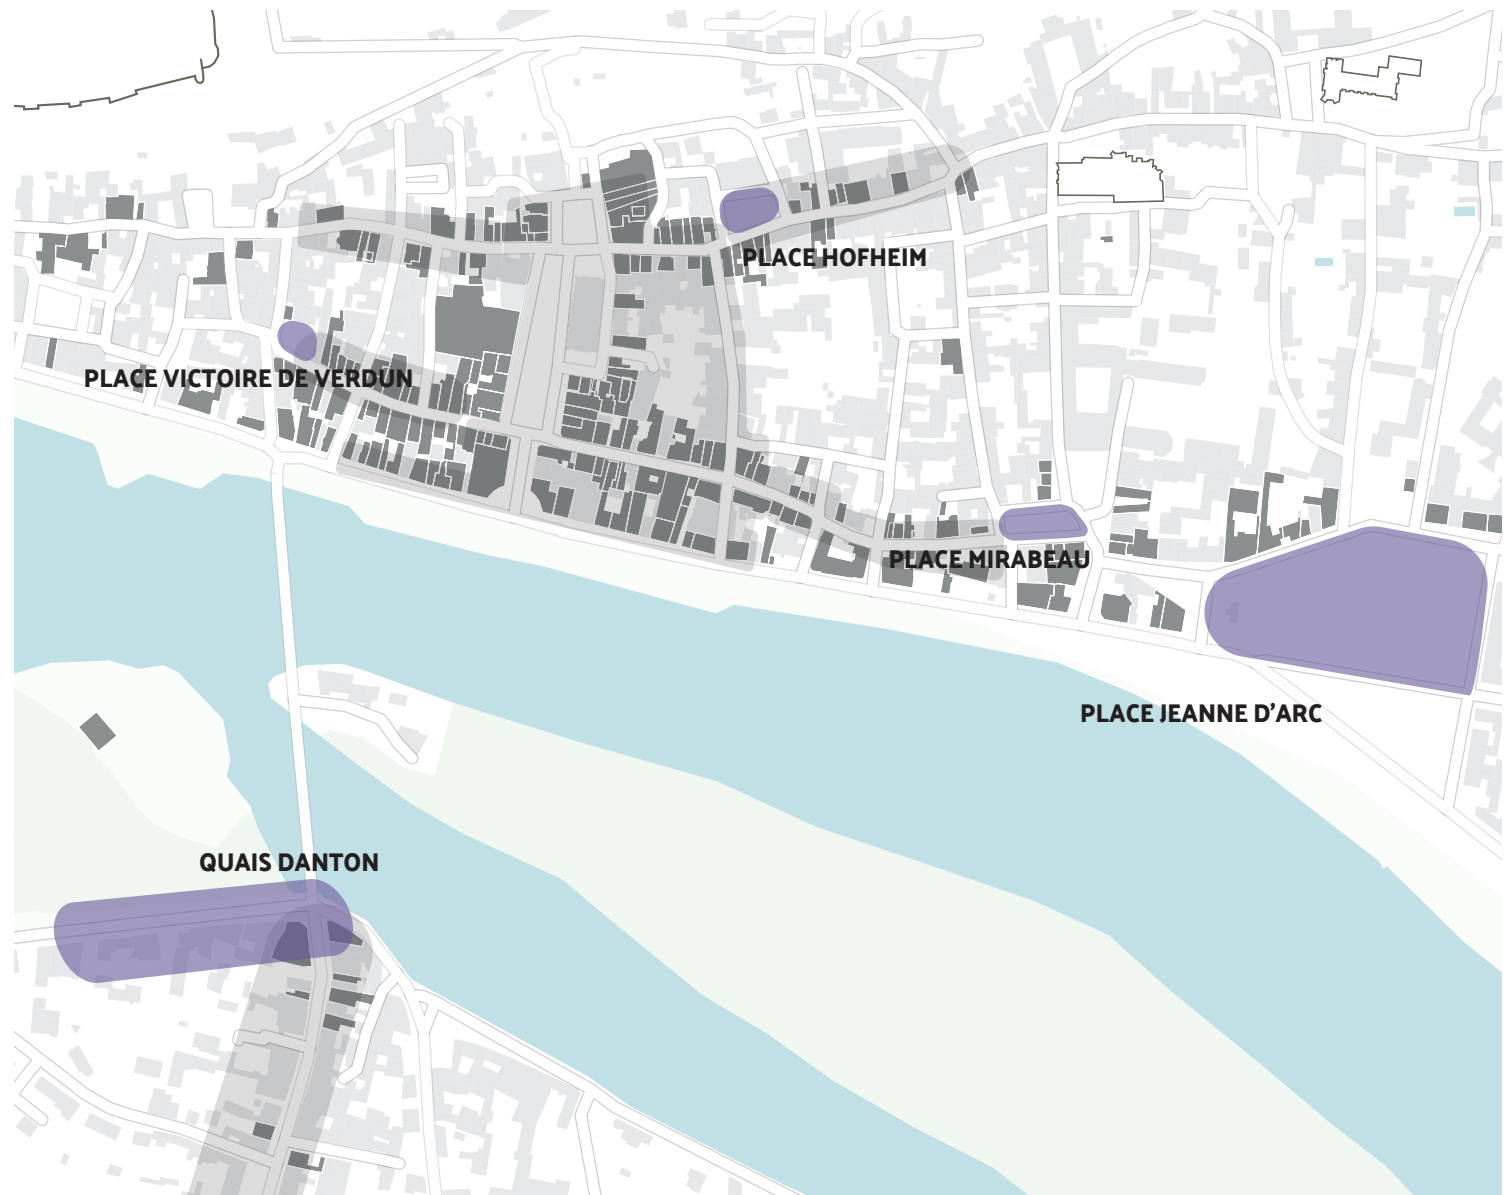 PLACE HOFHEIM
PLACE VICTOIRE DE VERDUN
PLACE MIRABEAU
PLACE JEANNE D’ARC
QUAIS DANTON